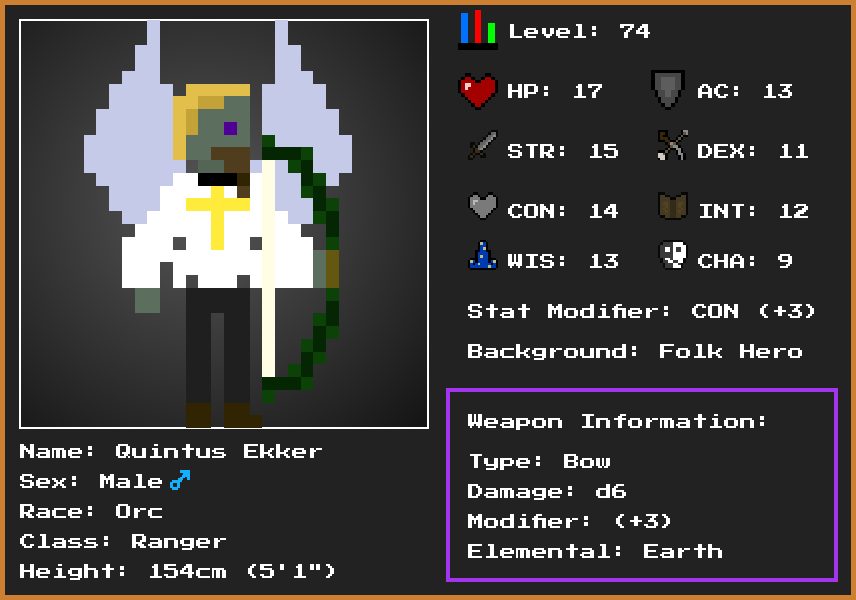 Level: 74
HP: 17
AC: 13
STR: 15
DEX: 11
CON: 14
INT: 12
WIS: 13
CHA: 9
Stat Modifier: CON (+3)
Background: Folk Hero
Weapon Information:
Type: Bow
Damage: d6
Modifier: (+3)
Elemental: Earth
Name: Quintus Ekker
Sex: Male♂
Race: Orc
Class: Ranger
Height: 154cm (5'1")